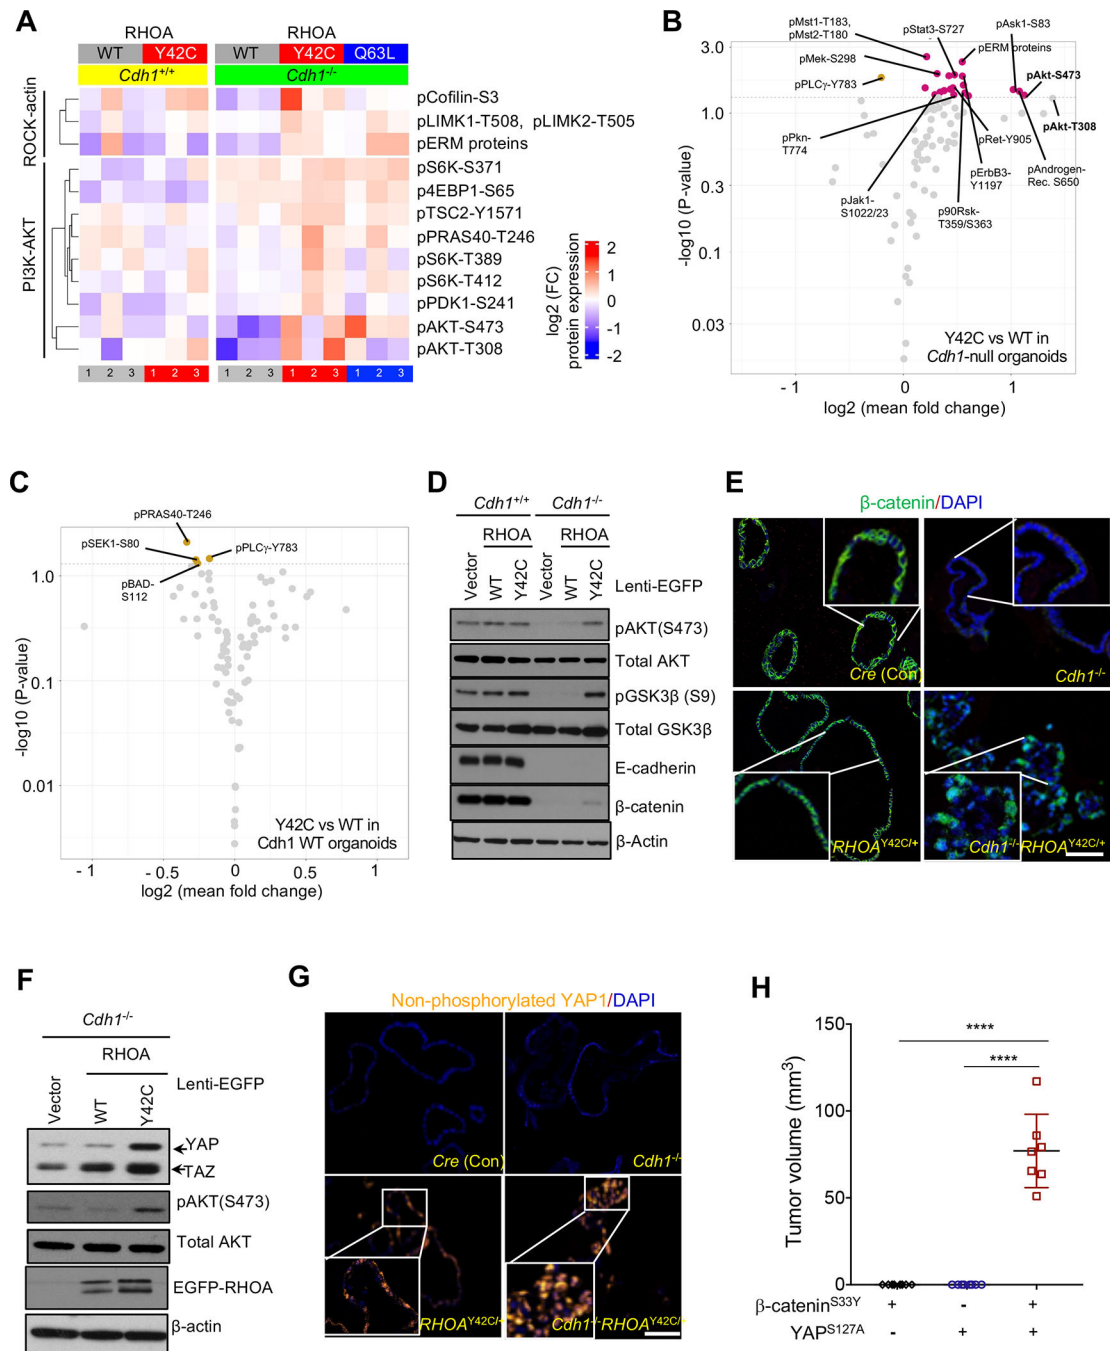 A
RHOA
RHOA
WT
Y42C
WT
Y42C
Q63L
Cdh1+/+
Cdh1-/-
ROCK-actin
PI3K-AKT
pCofilin-S3
pLIMK1-T508, pLIMK2-T505
pERM proteins
pS6K-S371
p4EBP1-S65
pTSC2-Y1571
pPRAS40-T246
pS6K-T389
pS6K-T412
pPDK1-S241
pAKT-S473
pAKT-T308
1 2 3 1 2 3 1 2 3 1 2 3 1 2 3
log2 (FC)
protein expression
2
1
0
-1
-2
B
pMst1-T183,
pMst2-T180
pStat3-S727
pAsk1-S83
pMek-S298
pERM proteins
pPLCγ-Y783
pAkt-S473
pAkt-T308
pPkn-
T774
pRet-Y905
pErbB3-
Y1197
pAndrogen-
Rec. S650
pJak1-
S1022/23
p90Rsk-
T359/S363
3.0
1.0
0.3
0.1
0.03
-log10 (P-value)
Y42C vs WT in
Cdh1-null organoids
- 1
0
1
log2 (mean fold change)
C
pPRAS40-T246
pSEK1-S80
pPLCγ-Y783
pBAD-
S112
1.0
0.1
0.01
-log10 (P-value)
Y42C vs WT in
Cdh1 WT organoids
- 1
- 0.5
0
0.5
1
log2 (mean fold change)
D
Cdh1+/+
Cdh1-/-
RHOA
RHOA
Vector
WT
Y42C
Vector
WT
Y42C
Lenti-EGFP
pAKT(S473)
Total AKT
pGSK3β (S9)
Total GSK3β
E-cadherin
β-catenin
β-Actin
E
β-catenin/DAPI
Cre (Con)
Cdh1-/-
RHOAY42C/+
Cdh1-/- RHOAY42C/+
F
Cdh1-/-
RHOA
Vector
WT
Y42C
Lenti-EGFP
YAP
TAZ
pAKT(S473)
Total AKT
EGFP-RHOA
β-actin
G
Non-phosphorylated YAP1/DAPI
Cre (Con)
Cdh1-/-
RHOAY42C/+
Cdh1-/-RHOAY42C/+
H
****
****
150
100
50
0
Tumor volume (mm3)
β-cateninS33Y + - +
YAPS127A - + +